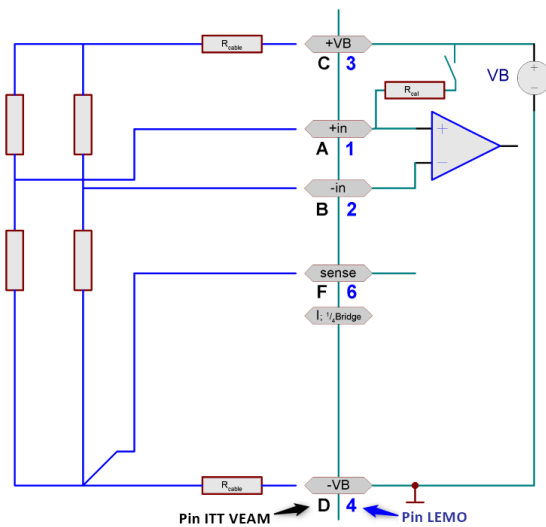 Rcable
+VB
C 3
VB
Rcal
+in
A 1
-in
B 2
sense
F 6
I; 1/4Bridge
Rcable
-VB
D 4
Pin ITT VEAM
Pin LEMO